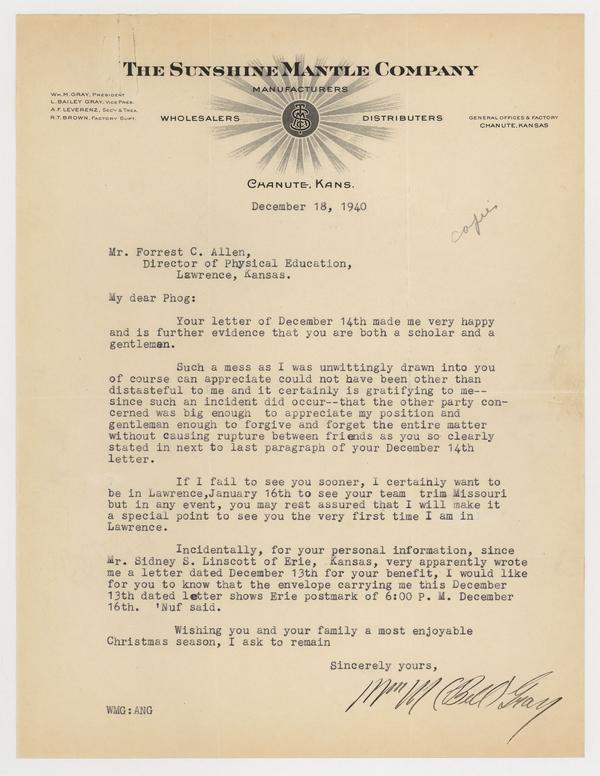 THE SUNSHINE MANTLE COMPANY
MANUFACTURERS
WM. M. GRAY, PRESIDENT
L. BAILEY GRAY, VICE PRES.
A. F. LEVERENZ, SEC'Y & TREA.
R. T. BROWN, FACTORY SUPT.
WHOLESALERS
DISTRIBUTERS
GENERAL OFFICES & FACTORY
CHANUTE, KANSAS
CHANUTE, KANS.
December 18, 1940
Mr. Forrest C. Allen,
Director of Physical Education,
Lawrence, Kansas.
My dear Phog:
Your letter of December 14th made me very happy
and is further evidence that you are both a scholar and a
gentleman.
Such a mess as I was unwittingly drawn into you
of course can appreciate could not have been other than
distasteful to me and it certainly is gratifying to me--
since such an incident did occur--that the other party con-
cerned was big enough to appreciate my position and
gentleman enough to forgive and forget the entire matter
without causing rupture between friends as you so clearly
stated in next to last paragraph of your December 14th
letter.
If I fail to see you sooner, I certainly want to
be in Lawrence,January 16th to see your team trim Missouri
but in any event, you may rest assured that I will make it
a special point to see you the very first time I am in
Lawrence.
Incidentally, for your personal information, since
Mr. Sidney S. Linscott of Erie, Kansas, very apparently wrote
me a letter dated December 13th for your benefit, I would like
for you to know that the envelope carrying me this December
13th dated letter shows Erie postmark of 6:00 P. M. December
16th. 'Nuf said.
Wishing you and your family a most enjoyable
Christmas season, I ask to remain
Sincerely yours,
Wm M (Bill) Gray
WMG:ANG